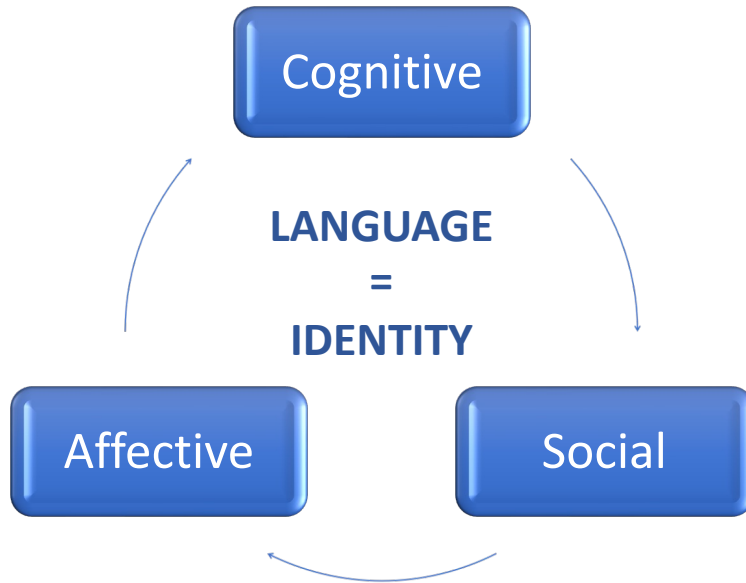 Cognitive
LANGUAGE
=
IDENTITY
Affective
Social